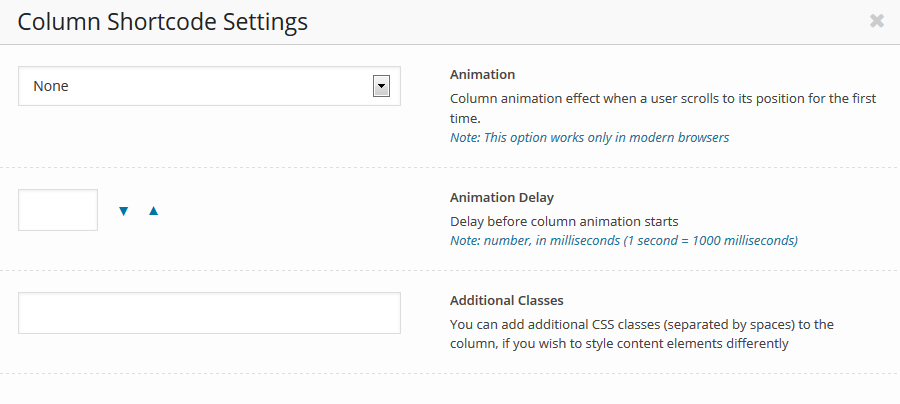 Column Shortcode Settings
None
Animation
Column animation effect when a user scrolls to its position for the first
time.
Note: This option works only in modern browsers
Animation Delay
Delay before column animation starts
Note: number, in milliseconds (1 second = 1000 milliseconds)
Additional Classes
You can add additional CSS classes (separated by spaces) to the
column, if you wish to style content elements differently